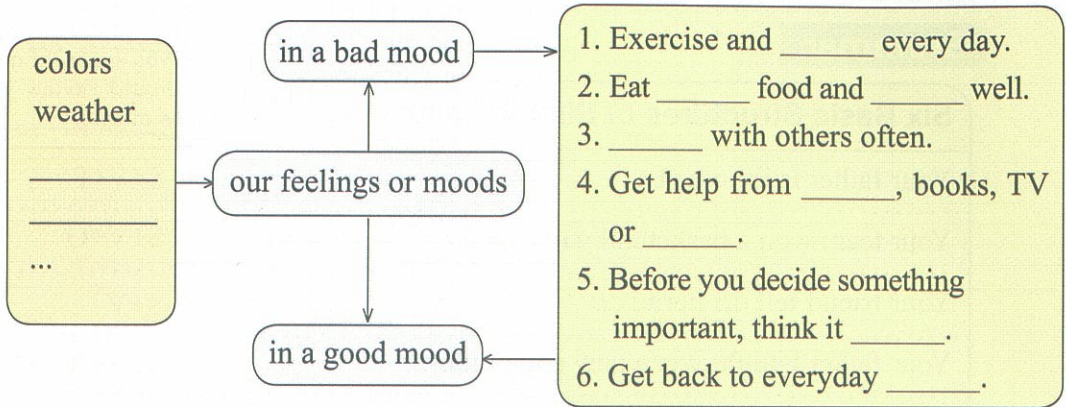 colors
weather
__________
__________
...
our feelings or moods
in a bad mood
in a good mood
1. Exercise and ______ every day.
2. Eat ______ food and ______ well.
3. ______ with others often.
4. Get help from ______, books, TV
or ______.
5. Before you decide something
important, think it ______.
6. Get back to everyday ______.